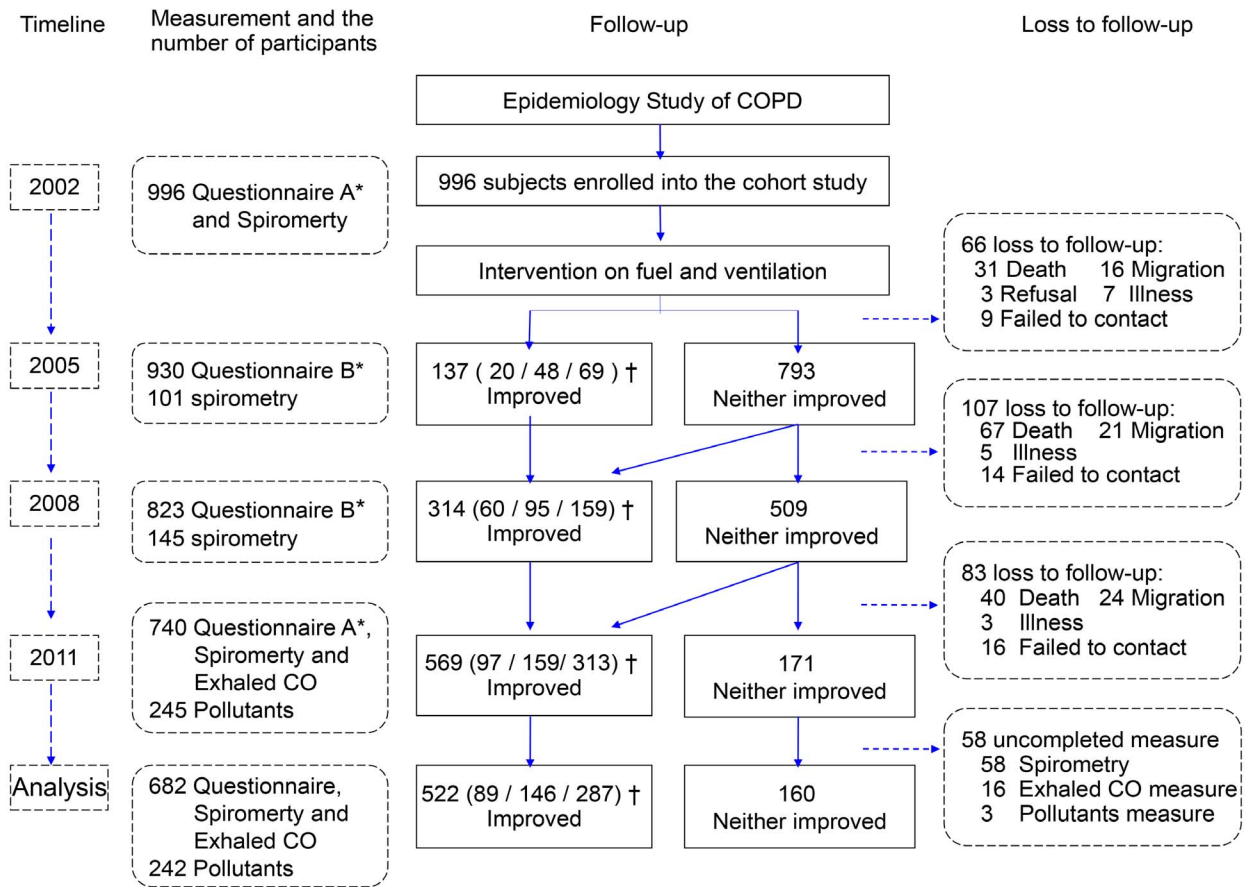 Timeline
Measurement and the
number of participants
Follow-up
Loss to follow-up
Epidemiology Study of COPD
2002
996 Questionnaire A*
and Spiromerty
996 subjects enrolled into the cohort study
Intervention on fuel and ventilation
66 loss to follow-up:
31 Death 16 Migration
3 Refusal 7 Illness
9 Failed to contact
2005
930 Questionnaire B*
101 spirometry
137 ( 20 / 48 / 69 ) †
Improved
793
Neither improved
107 loss to follow-up:
67 Death 21 Migration
5 Illness
14 Failed to contact
2008
823 Questionnaire B*
145 spirometry
314 (60 / 95 / 159) †
Improved
509
Neither improved
83 loss to follow-up:
40 Death 24 Migration
3 Illness
16 Failed to contact
2011
740 Questionnaire A*,
Spiromerty and
Exhaled CO
245 Pollutants
569 (97 / 159/ 313) †
Improved
171
Neither improved
58 uncompleted measure
58 Spirometry
16 Exhaled CO measure
3 Pollutants measure
Analysis
682 Questionnaire,
Spiromerty and
Exhaled CO
242 Pollutants
522 (89 / 146 / 287) †
Improved
160
Neither improved